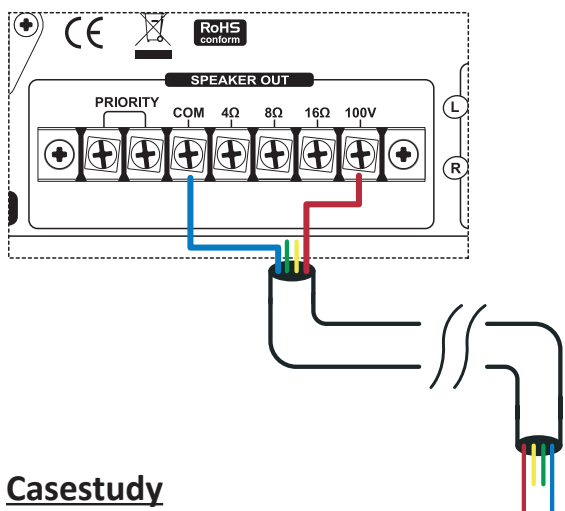 CE
RoHS
conform
SPEAKER OUT
PRIORITY COM 4Ω 8Ω 16Ω 100V
L
R
Casestudy